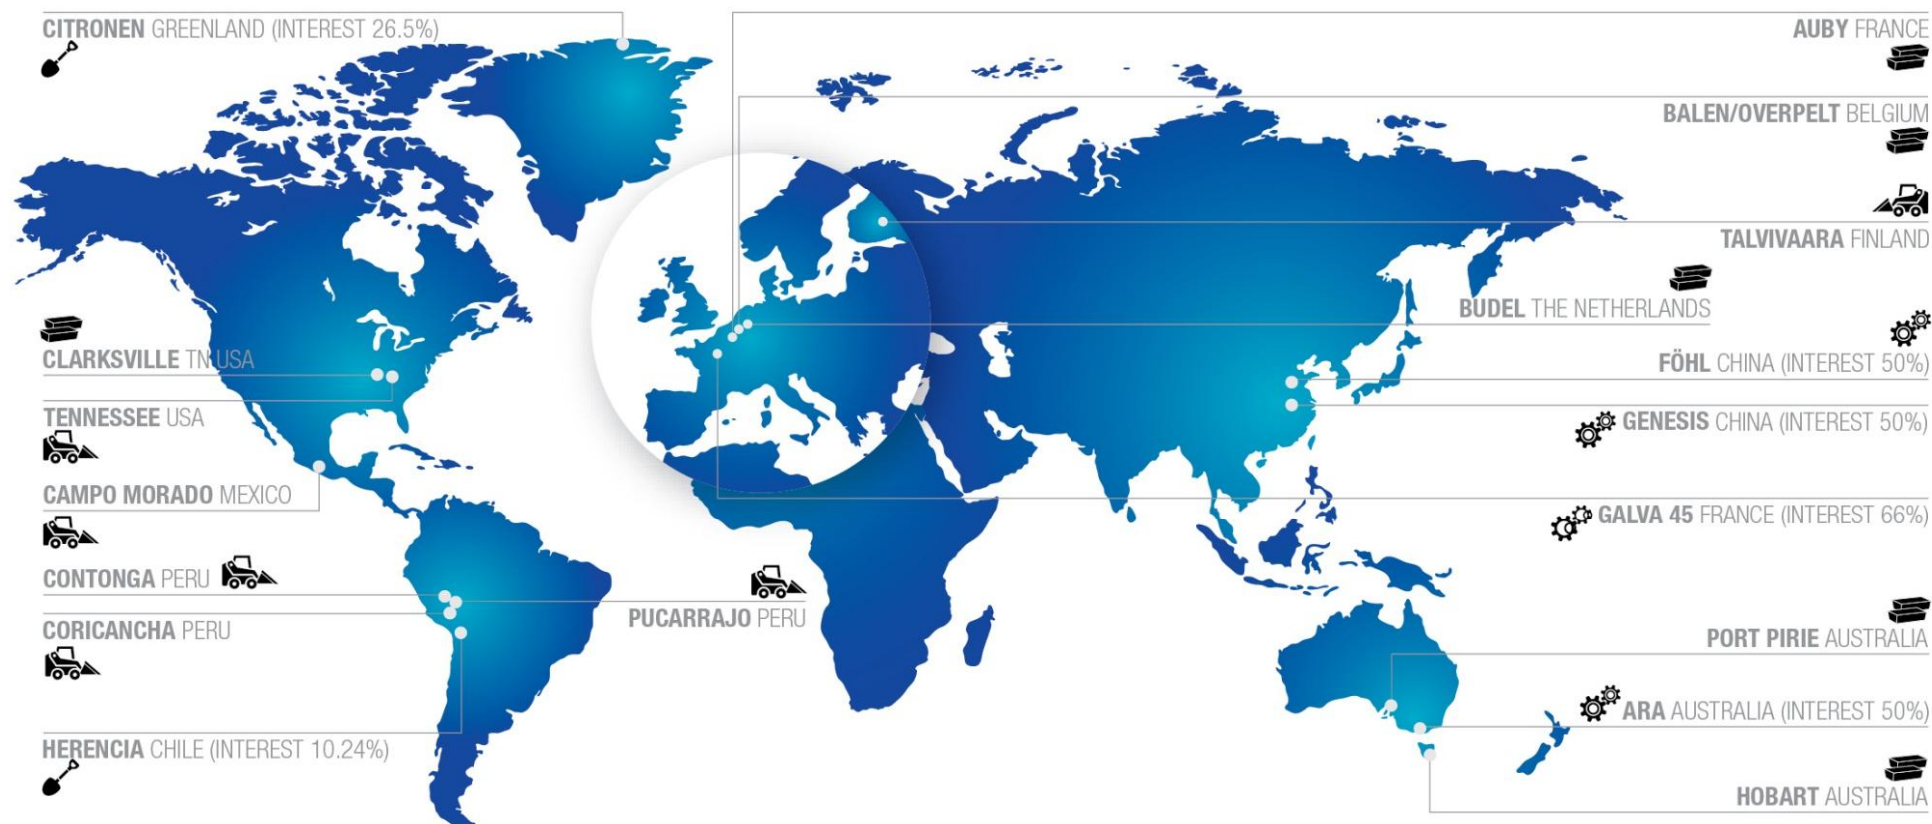 CITRONEN GREENLAND (INTEREST 26.5%)
AUBY FRANCE
BALEN/OVERPELT BELGIUM
TALVIVAARA FINLAND
BUDEL THE NETHERLANDS
CLARKSVILLE TN USA
FÖHL CHINA (INTEREST 50%)
TENNESSEE USA
GENESIS CHINA (INTEREST 50%)
CAMPO MORADO MEXICO
GALVA 45 FRANCE (INTEREST 66%)
CONTONGA PERU
PUCARRAJO PERU
CORICANCHA PERU
PORT PIRIE AUSTRALIA
ARA AUSTRALIA (INTEREST 50%)
HERENCIA CHILE (INTEREST 10.24%)
HOBART AUSTRALIA